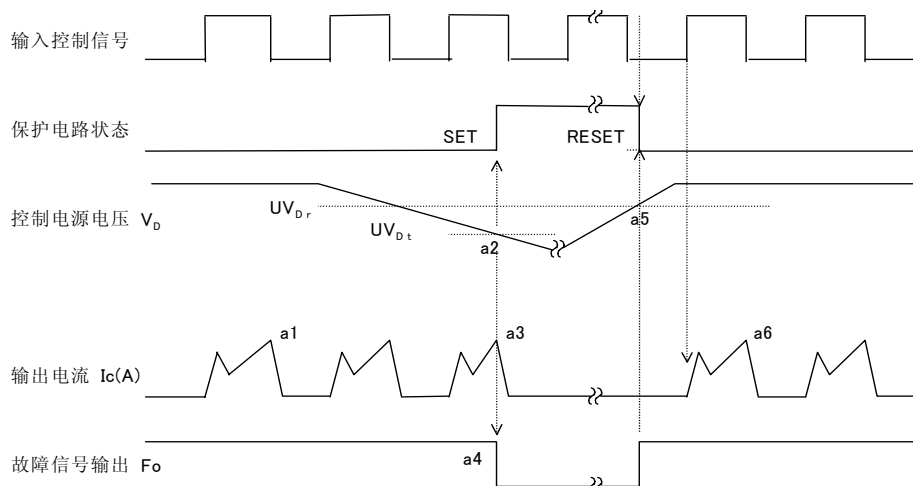 输入控制信号
保护电路状态
SET
RESET
控制电源电压 VD
UVDr
UVDt
a2
a5
a1
a3
a6
输出电流 Ic(A)
a4
故障信号输出 Fo